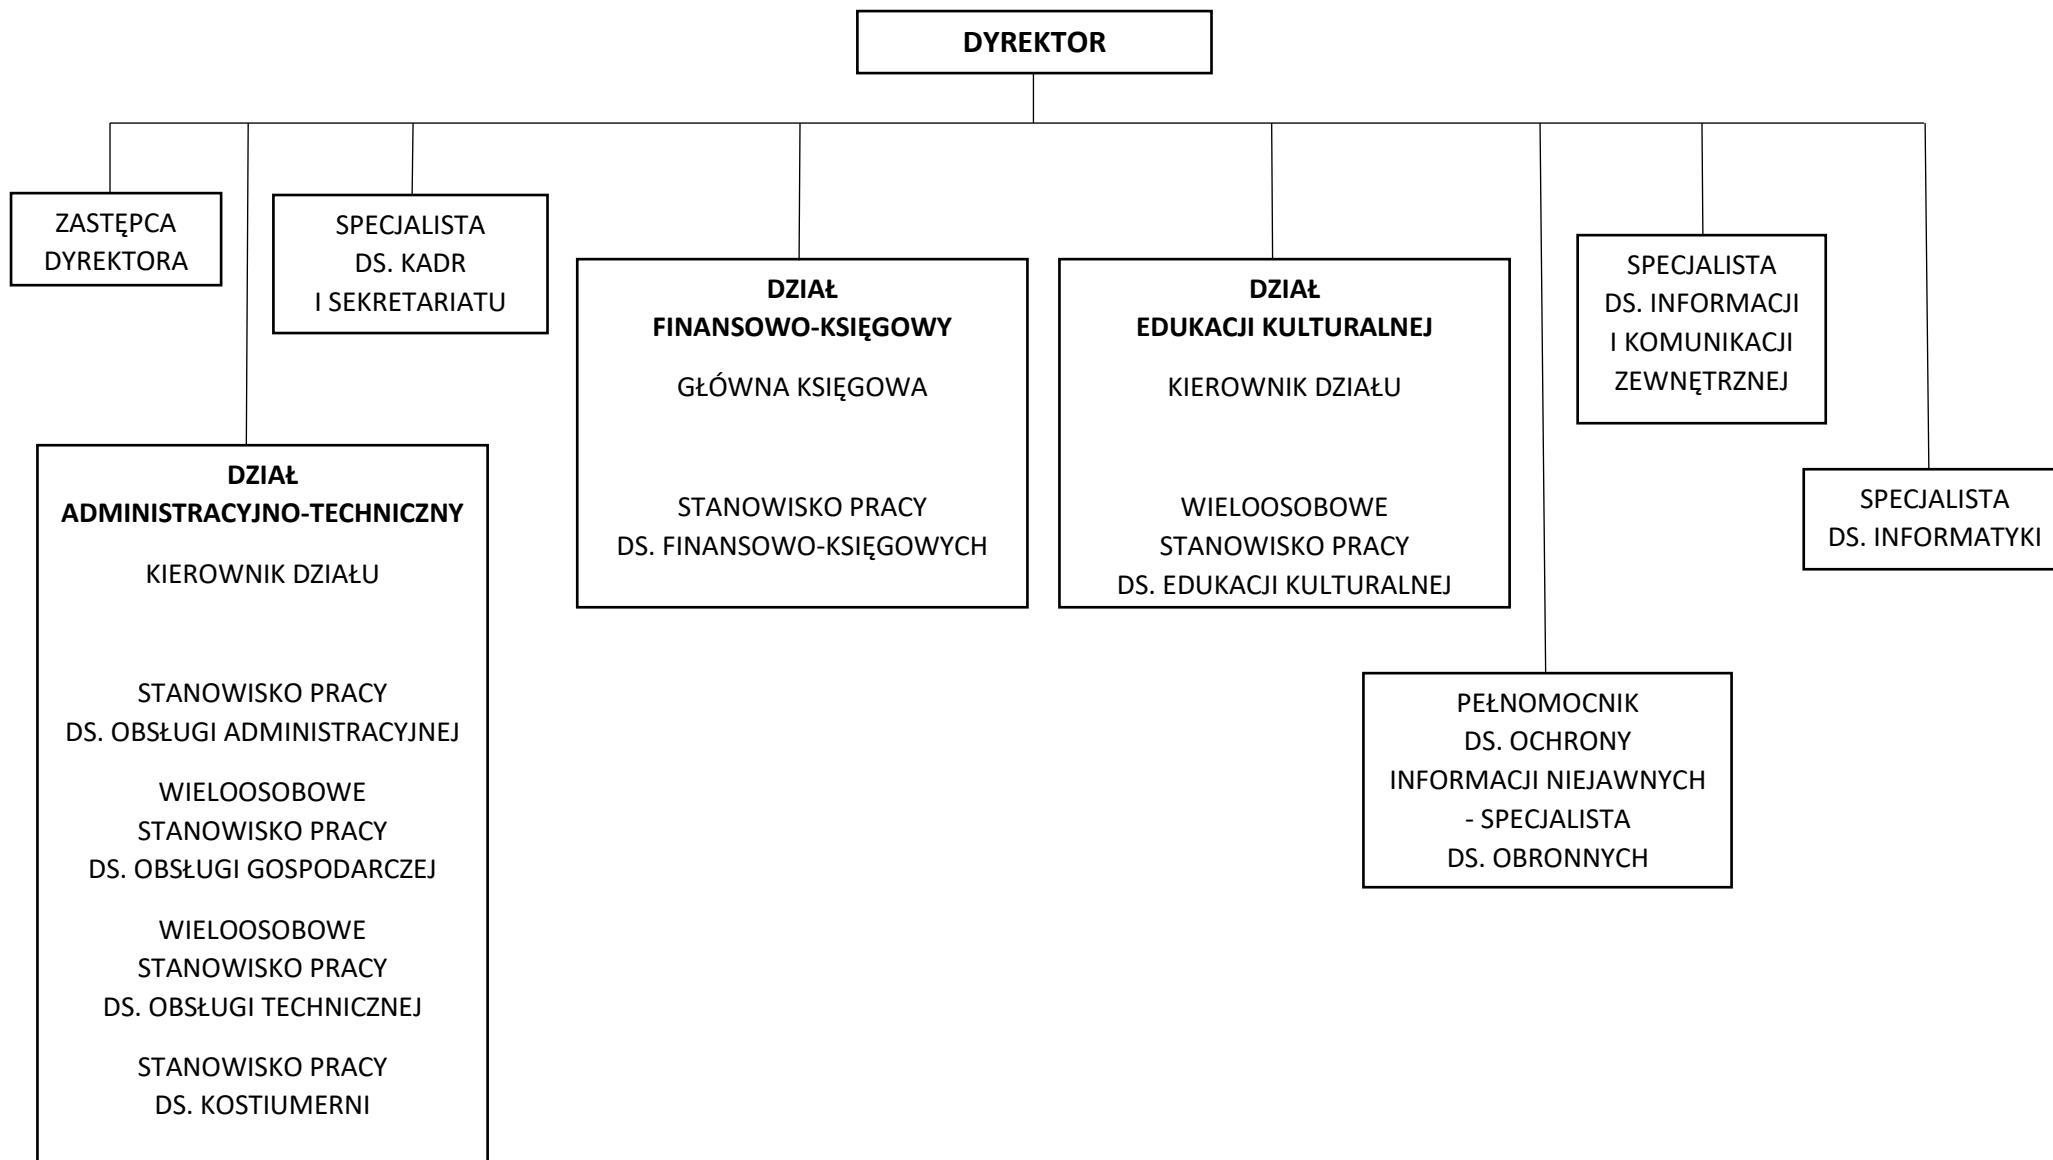 DYREKTOR
ZASTĘPCA
DYREKTORA
SPECJALISTA
DS. KADR
I SEKRETARIATU
DZIAŁ
FINANSOWO-KSIĘGOWY
GŁÓWNA KSIĘGOWA
STANOWISKO PRACY
DS. FINANSOWO-KSIĘGOWYCH
DZIAŁ
EDUKACJI KULTURALNEJ
KIEROWNIK DZIAŁU
WIELOOSOBOWE
STANOWISKO PRACY
DS. EDUKACJI KULTURALNEJ
SPECJALISTA
DS. INFORMACJI
I KOMUNIKACJI
ZEWNĘTRZNEJ
SPECJALISTA
DS. INFORMATYKI
DZIAŁ
ADMINISTRACYJNO-TECHNICZNY
KIEROWNIK DZIAŁU
STANOWISKO PRACY
DS. OBSŁUGI ADMINISTRACYJNEJ
WIELOOSOBOWE
STANOWISKO PRACY
DS. OBSŁUGI GOSPODARCZEJ
WIELOOSOBOWE
STANOWISKO PRACY
DS. OBSŁUGI TECHNICZNEJ
STANOWISKO PRACY
DS. KOSTIUMERNI
PEŁNOMOCNIK
DS. OCHRONY
INFORMACJI NIEJAWNYCH
- SPECJALISTA
DS. OBRONNYCH